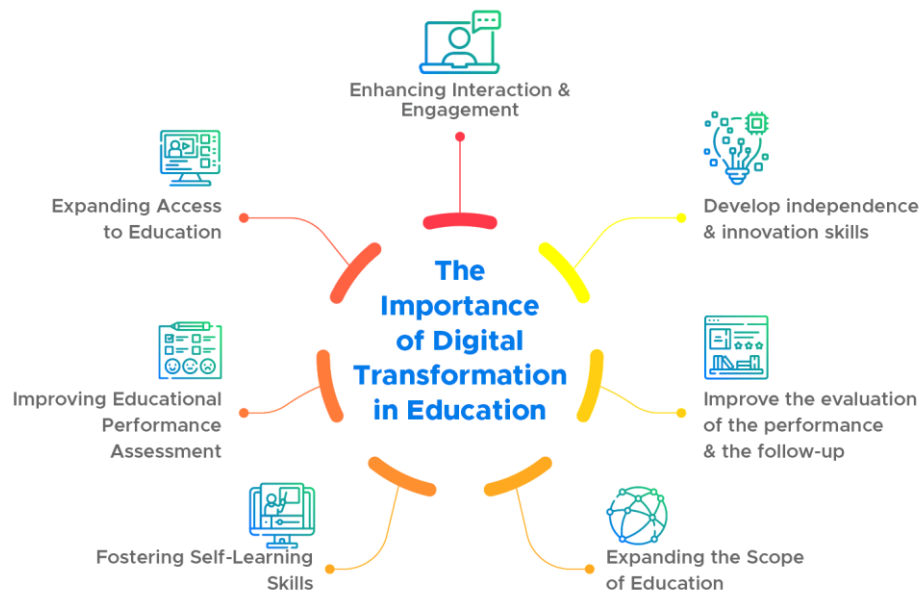 Enhancing Interaction &
Engagement
Expanding Access
to Education
Develop independence
& innovation skills
The
Importance
of Digital
Transformation
in Education
Improving Educational
Performance
Assessment
Improve the evaluation
of the performance
& the follow-up
Fostering Self-Learning
Skills
Expanding the Scope
of Education